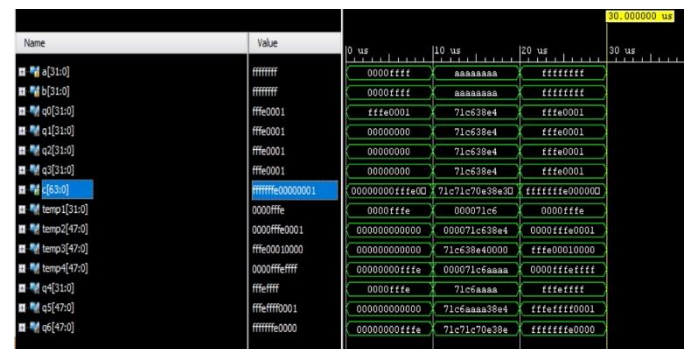 30.000000 us
Name Value
0 us 10 us 20 us 30 us
a[31:0] ffffffff 0000ffff aaaaaaaa ffffffff
b[31:0] ffffffff 0000ffff aaaaaaaa ffffffff
q0[31:0] fffe0001 fffe0001 71c638e4 fffe0001
q1[31:0] fffe0001 00000000 71c638e4 fffe0001
q2[31:0] fffe0001 00000000 71c638e4 fffe0001
q3[31:0] fffe0001 00000000 71c638e4 fffe0001
c[63:0] fffffffe00000001 00000000fffe0 71c71c70e38e3 fffffffe00000
temp1[31:0] 0000fffe 0000fffe 000071c6 0000fffe
temp2[47:0] 0000fffe0001 000000000000 000071c638e4 0000fffe0001
temp3[47:0] fffe00010000 000000000000 71c638e40000 fffe00010000
temp4[47:0] 0000fffeffff 00000000fffe 000071c6aaaa 0000fffeffff
q4[31:0] fffeffff 0000fffe 71c6aaaa fffeffff
q5[47:0] fffeffff0001 000000000000 71c6aaaa38e4 fffeffff0001
q6[47:0] fffffffe0000 00000000fffe 71c71c70e38e fffffffe0000